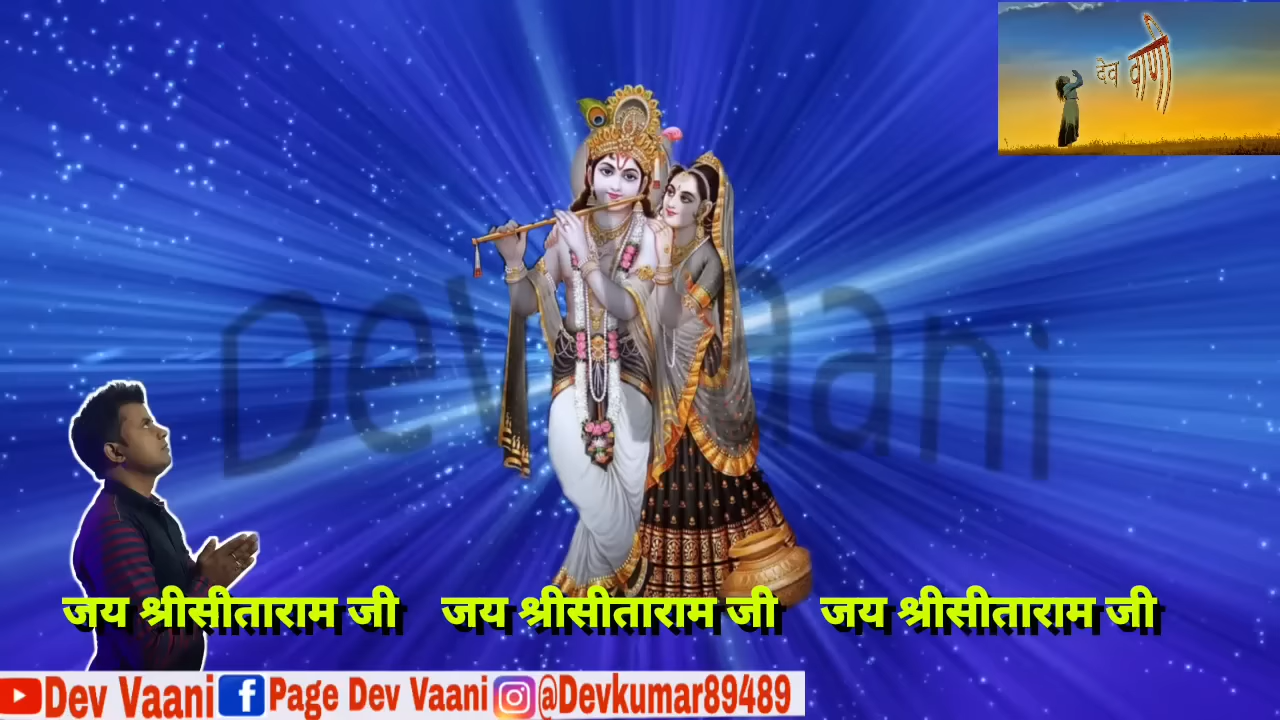 देव वाणी
Dev Vaani
जय श्रीसीताराम जी जय श्रीसीताराम जी जय श्रीसीताराम जी
Dev Vaani Page Dev Vaani @Devkumar89489